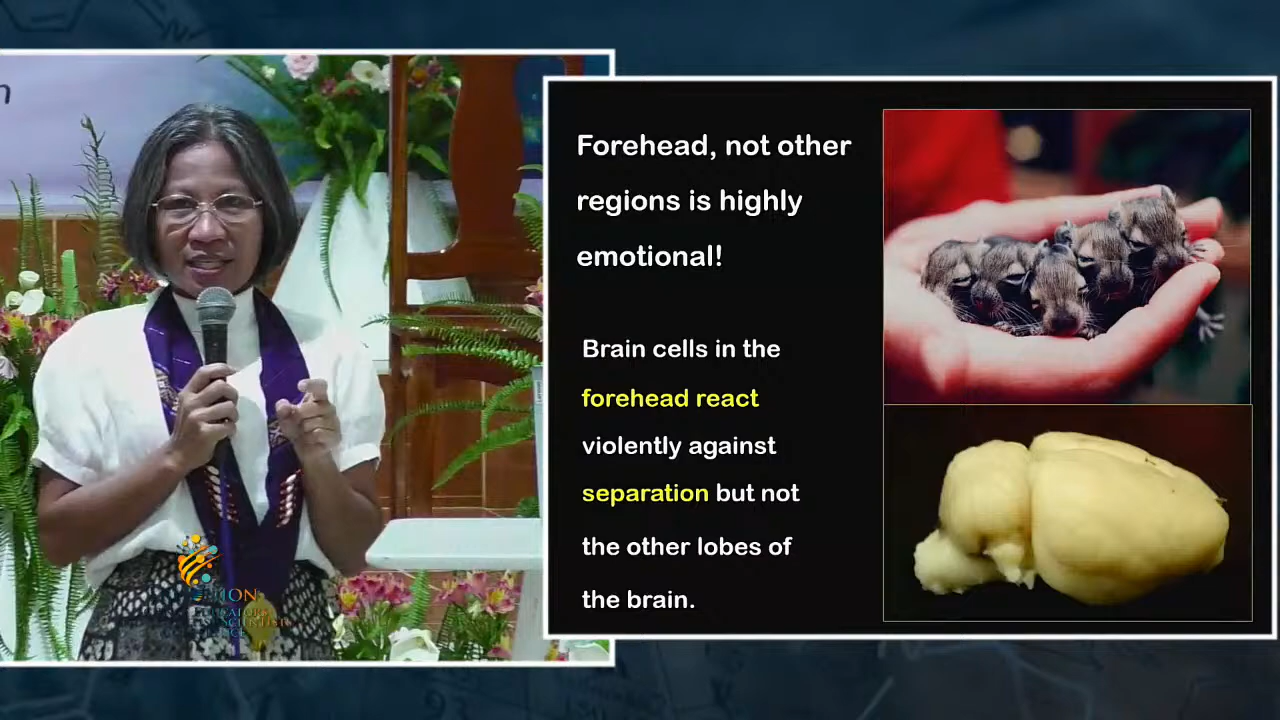 Forehead, not other
regions is highly
emotional!
Brain cells in the
forehead react
violently against
separation but not
the other lobes of
the brain.